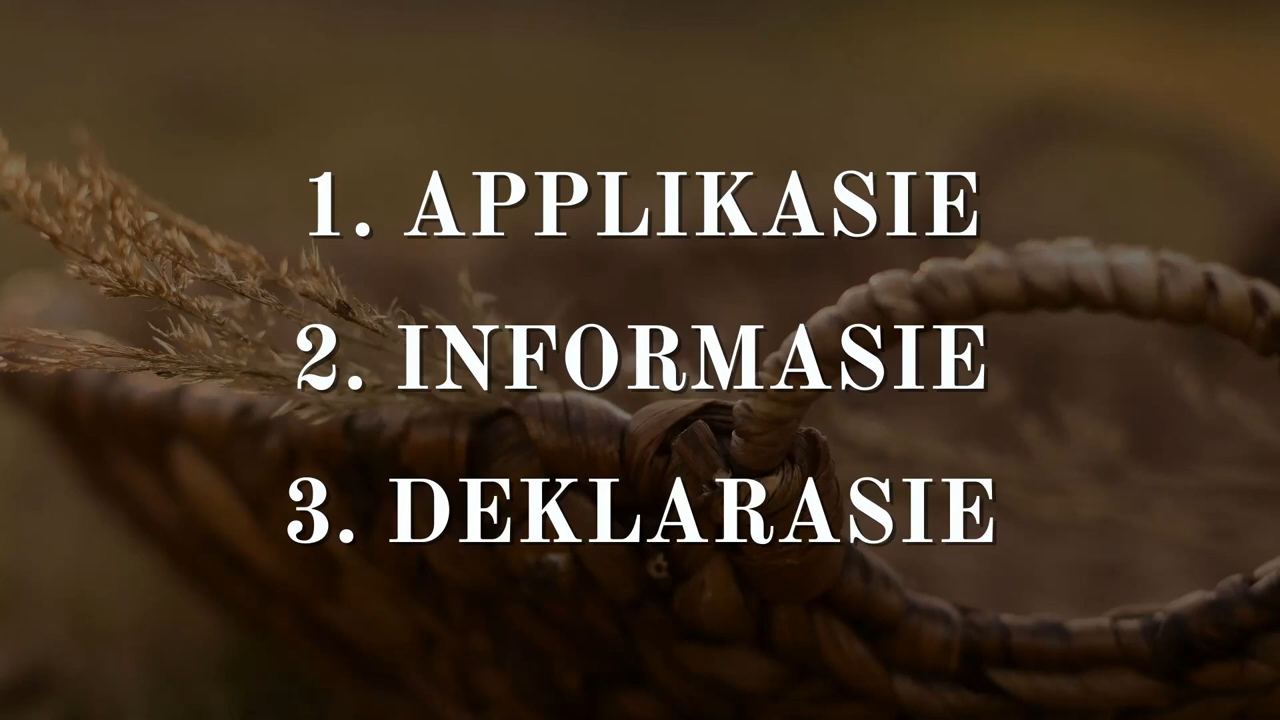 1. APPLIKASIE
2. INFORMASIE
3. DEKLARASIE